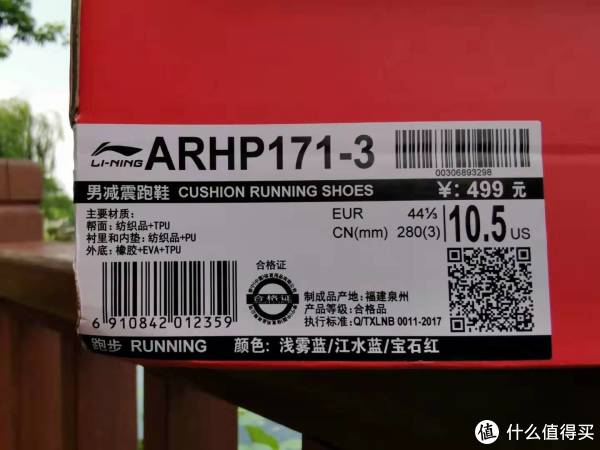 LI-NING ARHP171-3
00306893298
男减震跑鞋 CUSHION RUNNING SHOES ¥: 499 元
主要材质:
帮面: 纺织品+TPU
衬里和内垫: 纺织品+PU
外底: 橡胶+EVA+TPU
EUR 44⅓
CN(mm) 280(3)
10.5 US
6 910842 012359
合格证
合格证
制成品产地: 福建泉州
产品等级: 合格品
执行标准: Q/TXLNB 0011-2017
跑步 RUNNING 颜色: 浅雾蓝/江水蓝/宝石红
值 什么值得买